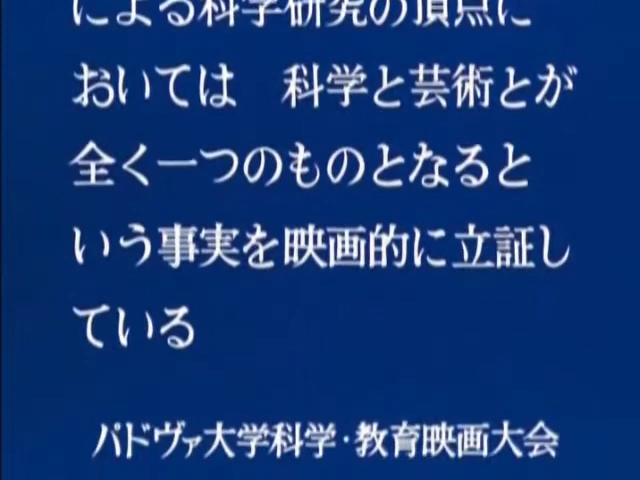 による科学研究の頂点に
おいては　科学と芸術とが
全く一つのものとなると
いう事実を映画的に立証し
ている
パドヴァ大学科学・教育映画大会